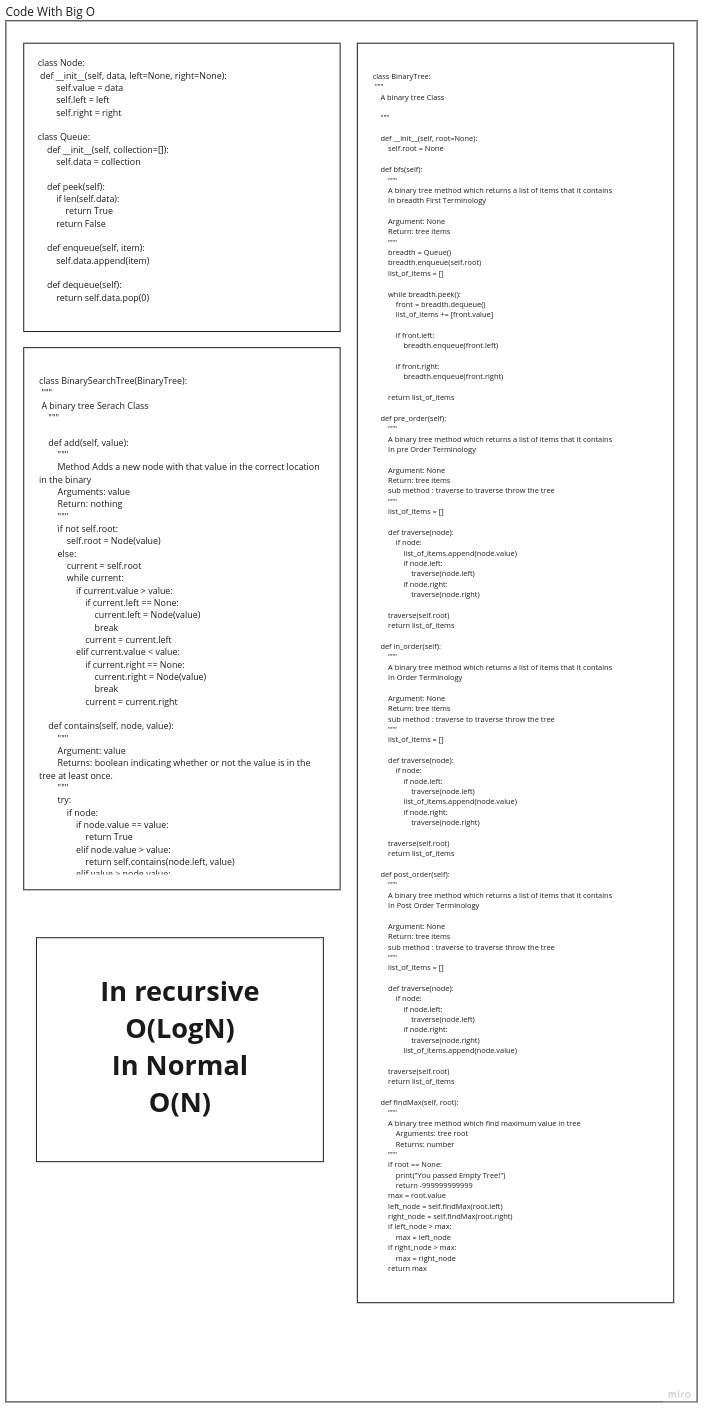 Code With Big O
class Node:
def __init__(self, data, left=None, right=None):
self.value = data
self.left = left
self.right = right
class Queue:
def __init__(self, collection=[]):
self.data = collection
def peek(self):
if len(self.data):
return True
return False
def enqueue(self, item):
self.data.append(item)
def dequeue(self):
return self.data.pop(0)
class BinarySearchTree(BinaryTree):
"""
A binary tree Serach Class
"""
def add(self, value):
"""
Method Adds a new node with that value in the correct location
in the binary
Arguments: value
Return: nothing
"""
if not self.root:
self.root = Node(value)
else:
current = self.root
while current:
if current.value > value:
if current.left == None:
current.left = Node(value)
break
current = current.left
elif current.value < value:
if current.right == None:
current.right = Node(value)
break
current = current.right
def contains(self, node, value):
"""
Argument: value
Returns: boolean indicating whether or not the value is in the
tree at least once.
"""
try:
if node:
if node.value == value:
return True
elif node.value > value:
return self.contains(node.left, value)
elif value > node.value:
In recursive
O(LogN)
In Normal
O(N)
class BinaryTree:
"""
A binary tree Class
"""
def __init__(self, root=None):
self.root = None
def bfs(self):
"""
A binary tree method which returns a list of items that it contains
In breadth First Terminology
Argument: None
Return: tree items
"""
breadth = Queue()
breadth.enqueue(self.root)
list_of_items = []
while breadth.peek():
front = breadth.dequeue()
list_of_items += [front.value]
if front.left:
breadth.enqueue(front.left)
if front.right:
breadth.enqueue(front.right)
return list_of_items
def pre_order(self):
"""
A binary tree method which returns a list of items that it contains
In pre Order Terminology
Argument: None
Return: tree items
sub method : traverse to traverse throw the tree
"""
list_of_items = []
def traverse(node):
if node:
list_of_items.append(node.value)
if node.left:
traverse(node.left)
if node.right:
traverse(node.right)
traverse(self.root)
return list_of_items
def in_order(self):
"""
A binary tree method which returns a list of items that it contains
In Order Terminology
Argument: None
Return: tree items
sub method : traverse to traverse throw the tree
"""
list_of_items = []
def traverse(node):
if node:
if node.left:
traverse(node.left)
list_of_items.append(node.value)
if node.right:
traverse(node.right)
traverse(self.root)
return list_of_items
def post_order(self):
"""
A binary tree method which returns a list of items that it contains
In Post Order Terminology
Argument: None
Return: tree items
sub method : traverse to traverse throw the tree
"""
list_of_items = []
def traverse(node):
if node:
if node.left:
traverse(node.left)
if node.right:
traverse(node.right)
list_of_items.append(node.value)
traverse(self.root)
return list_of_items
def findMax(self, root):
"""
A binary tree method which find maximum value in tree
Arguments: tree root
Returns: number
"""
if root == None:
print("You passed Empty Tree!")
return -999999999999
max = root.value
left_node = self.findMax(root.left)
right_node = self.findMax(root.right)
if left_node > max:
max = left_node
if right_node > max:
max = right_node
return max
miro